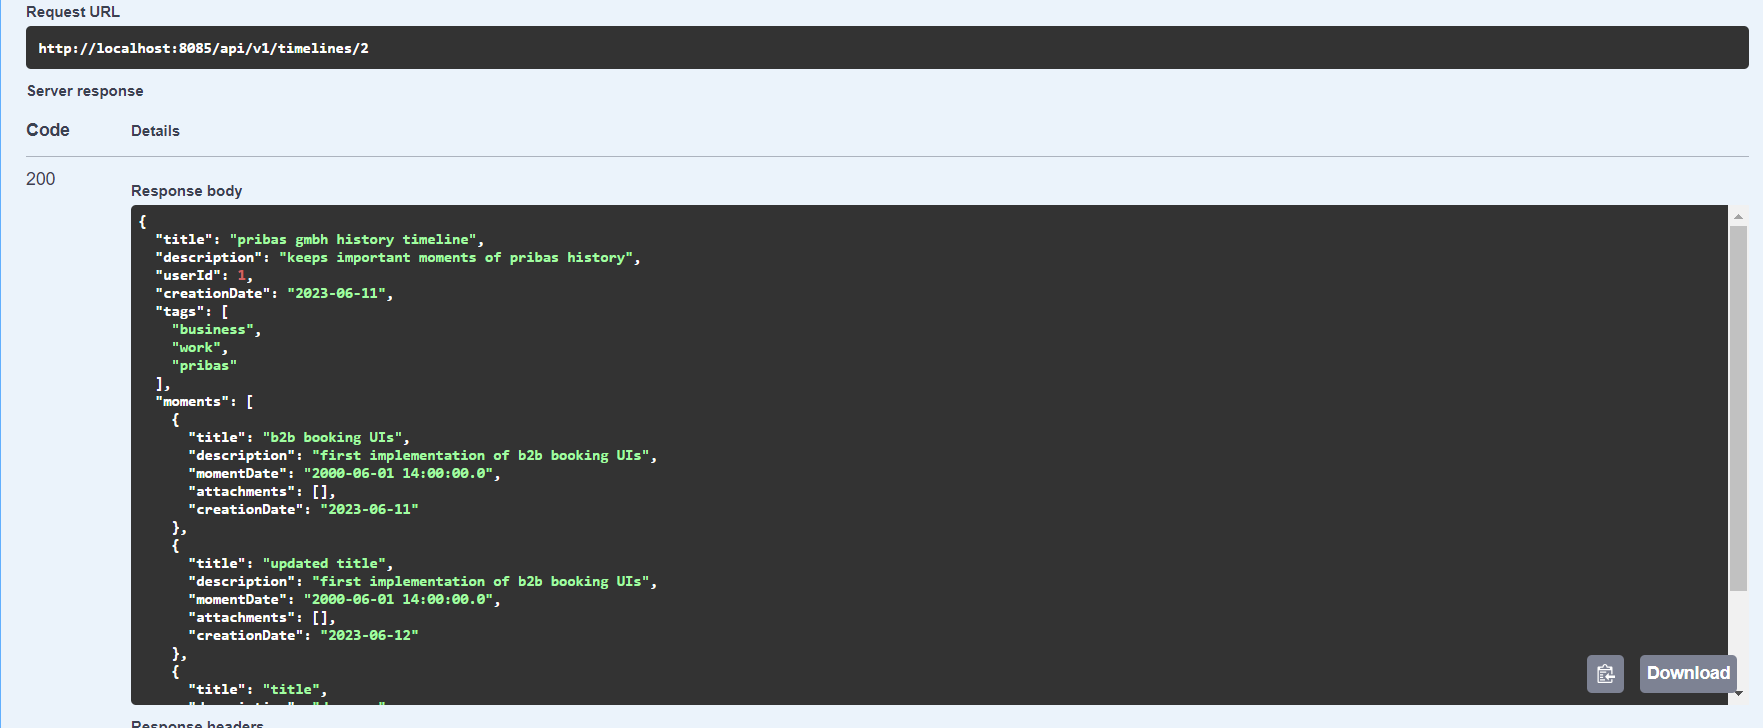 Request URL
http://localhost:8085/api/v1/timelines/2
Server response
Code Details
200
Response body
{
  "title": "pribas gmbh history timeline",
  "description": "keeps important moments of pribas history",
  "userId": 1,
  "creationDate": "2023-06-11",
  "tags": [
    "business",
    "work",
    "pribas"
  ],
  "moments": [
    {
      "title": "b2b booking UIs",
      "description": "first implementation of b2b booking UIs",
      "momentDate": "2000-06-01 14:00:00.0",
      "attachments": [],
      "creationDate": "2023-06-11"
    },
    {
      "title": "updated title",
      "description": "first implementation of b2b booking UIs",
      "momentDate": "2000-06-01 14:00:00.0",
      "attachments": [],
      "creationDate": "2023-06-12"
    },
    {
      "title": "title",
Download
Response headers